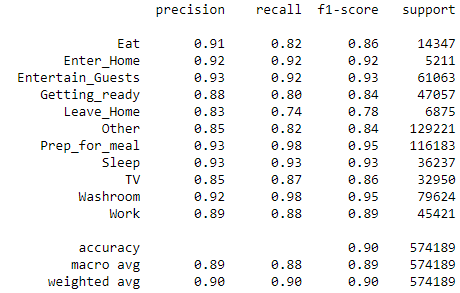 precision recall f1-score support
Eat 0.91 0.82 0.86 14347
Enter_Home 0.92 0.92 0.92 5211
Entertain_Guests 0.93 0.92 0.93 61063
Getting_ready 0.88 0.80 0.84 47057
Leave_Home 0.83 0.74 0.78 6875
Other 0.85 0.82 0.84 129221
Prep_for_meal 0.93 0.98 0.95 116183
Sleep 0.93 0.93 0.93 36237
TV 0.85 0.87 0.86 32950
Washroom 0.92 0.98 0.95 79624
Work 0.89 0.88 0.89 45421
accuracy 0.90 574189
macro avg 0.89 0.88 0.89 574189
weighted avg 0.90 0.90 0.90 574189